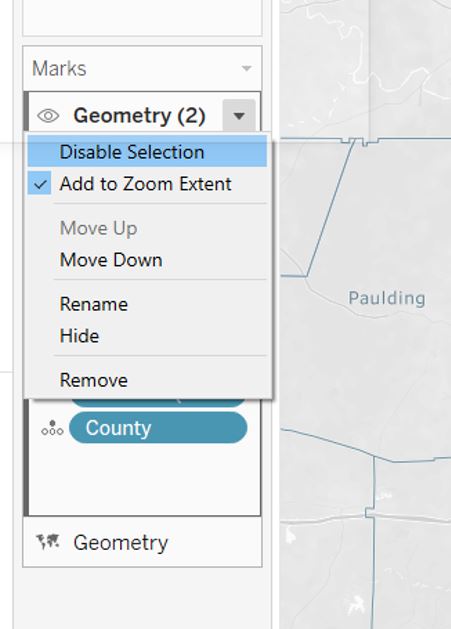 Marks
Geometry (2)
Disable Selection
Add to Zoom Extent
Move Up
Move Down
Rename
Hide
Remove
County
Geometry
Paulding